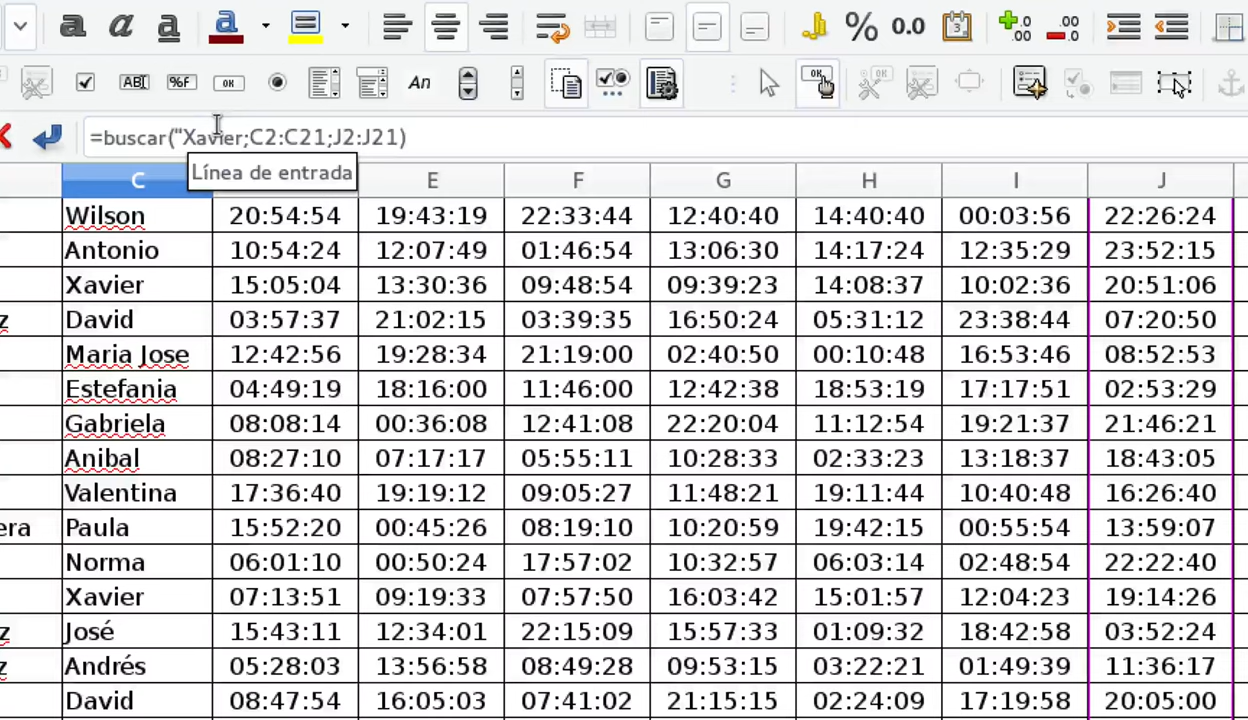 a a a a
% 0.0 3 .0 .00 .00 .0
ABI %F OK An OK
=buscar("Xavier;C2:C21;J2:J21)
Línea de entrada
C E F G H I J
Wilson 20:54:54 19:43:19 22:33:44 12:40:40 14:40:40 00:03:56 22:26:24
Antonio 10:54:24 12:07:49 01:46:54 13:06:30 14:17:24 12:35:29 23:52:15
Xavier 15:05:04 13:30:36 09:48:54 09:39:23 14:08:37 10:02:36 20:51:06
z David 03:57:37 21:02:15 03:39:35 16:50:24 05:31:12 23:38:44 07:20:50
Maria Jose 12:42:56 19:28:34 21:19:00 02:40:50 00:10:48 16:53:46 08:52:53
Estefania 04:49:19 18:16:00 11:46:00 12:42:38 18:53:19 17:17:51 02:53:29
Gabriela 08:08:14 00:36:08 12:41:08 22:20:04 11:12:54 19:21:37 21:46:21
Anibal 08:27:10 07:17:17 05:55:11 10:28:33 02:33:23 13:18:37 18:43:05
Valentina 17:36:40 19:19:12 09:05:27 11:48:21 19:11:44 10:40:48 16:26:40
era Paula 15:52:20 00:45:26 08:19:10 10:20:59 19:42:15 00:55:54 13:59:07
Norma 06:01:10 00:50:24 17:57:02 10:32:57 06:03:14 02:48:54 22:22:40
Xavier 07:13:51 09:19:33 07:57:50 16:03:42 15:01:57 12:04:23 19:14:26
z José 15:43:11 12:34:01 22:15:09 15:57:33 01:09:32 18:42:58 03:52:24
z Andrés 05:28:03 13:56:58 08:49:28 09:53:15 03:22:21 01:49:39 11:36:17
David 08:47:54 16:05:03 07:41:02 21:15:15 02:24:09 17:19:58 20:05:00